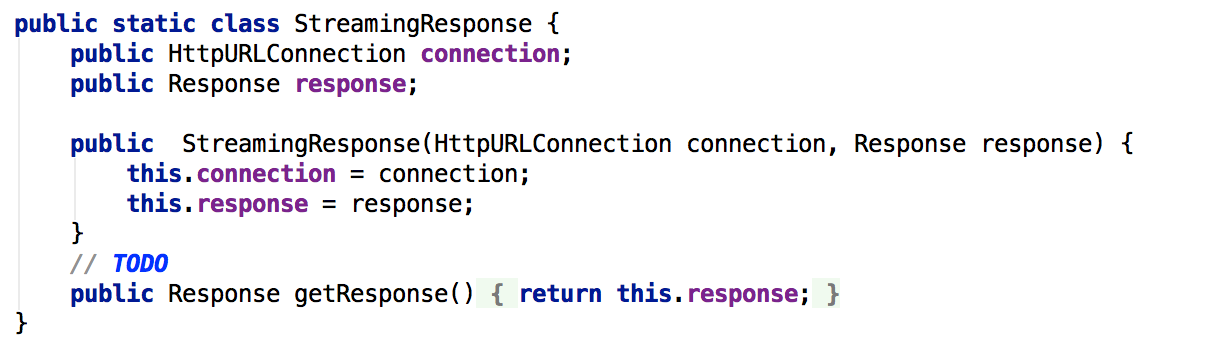 public static class StreamingResponse {
public HttpURLConnection connection;
public Response response;
public  StreamingResponse(HttpURLConnection connection, Response response) {
this.connection = connection;
this.response = response;
}
// TODO
public Response getResponse() { return this.response; }
}